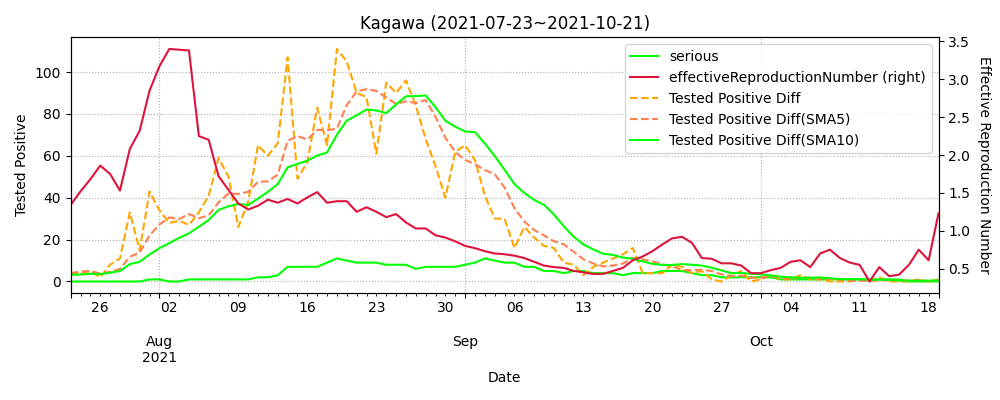 Kagawa (2021-07-23~2021-10-21)
serious
effectiveReproductionNumber (right)
Tested Positive Diff
Tested Positive Diff(SMA5)
Tested Positive Diff(SMA10)
Tested Positive
100
80
60
40
20
0
3.5
3.0
2.5
2.0
1.5
1.0
0.5
Effective Reproduction Number
26 02 09 16 23 30 06 13 20 27 04 11 18
Aug Sep Oct
2021
Date